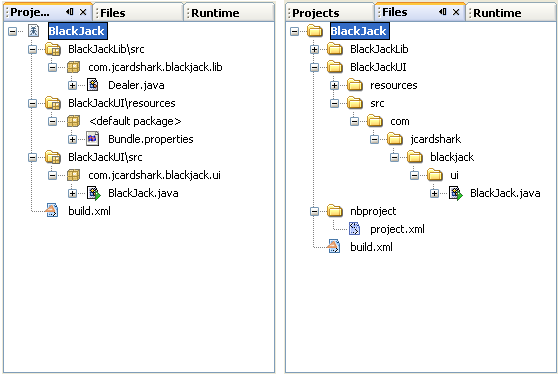 Proje... × Files Runtime
BlackJack
BlackJackLib\src
com.jcardshark.blackjack.lib
Dealer.java
BlackJackUI\resources
<default package>
Bundle.properties
BlackJackUI\src
com.jcardshark.blackjack.ui
BlackJack.java
build.xml
Projects Files × Runtime
BlackJack
BlackJackLib
BlackJackUI
resources
src
com
jcardshark
blackjack
ui
BlackJack.java
nbproject
project.xml
build.xml